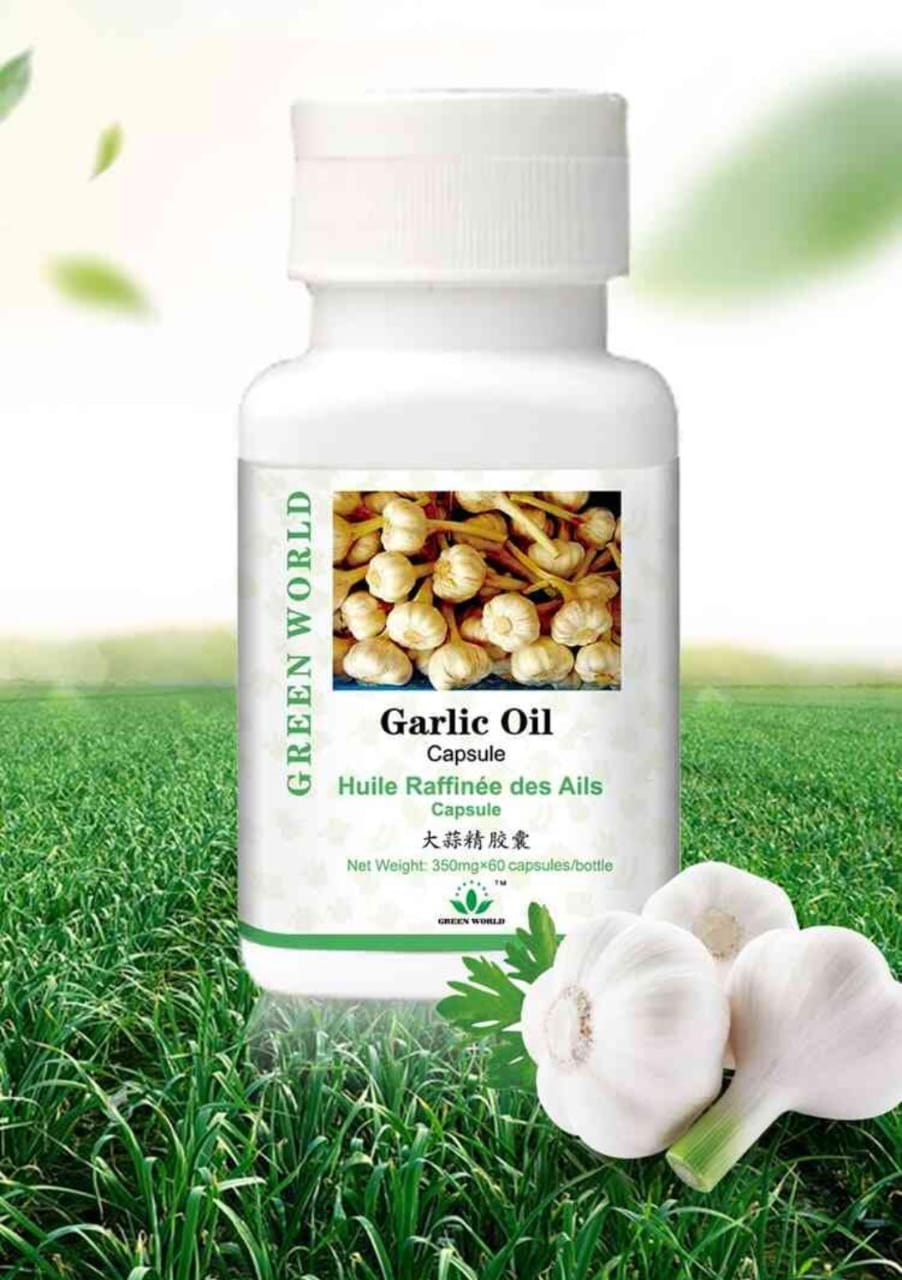 GREEN WORLD
Garlic Oil
Capsule
Huile Raffinée des Ails
Capsule
大蒜精胶囊
Net Weight: 350mg×60 capsules/bottle
TM
GREEN WORLD